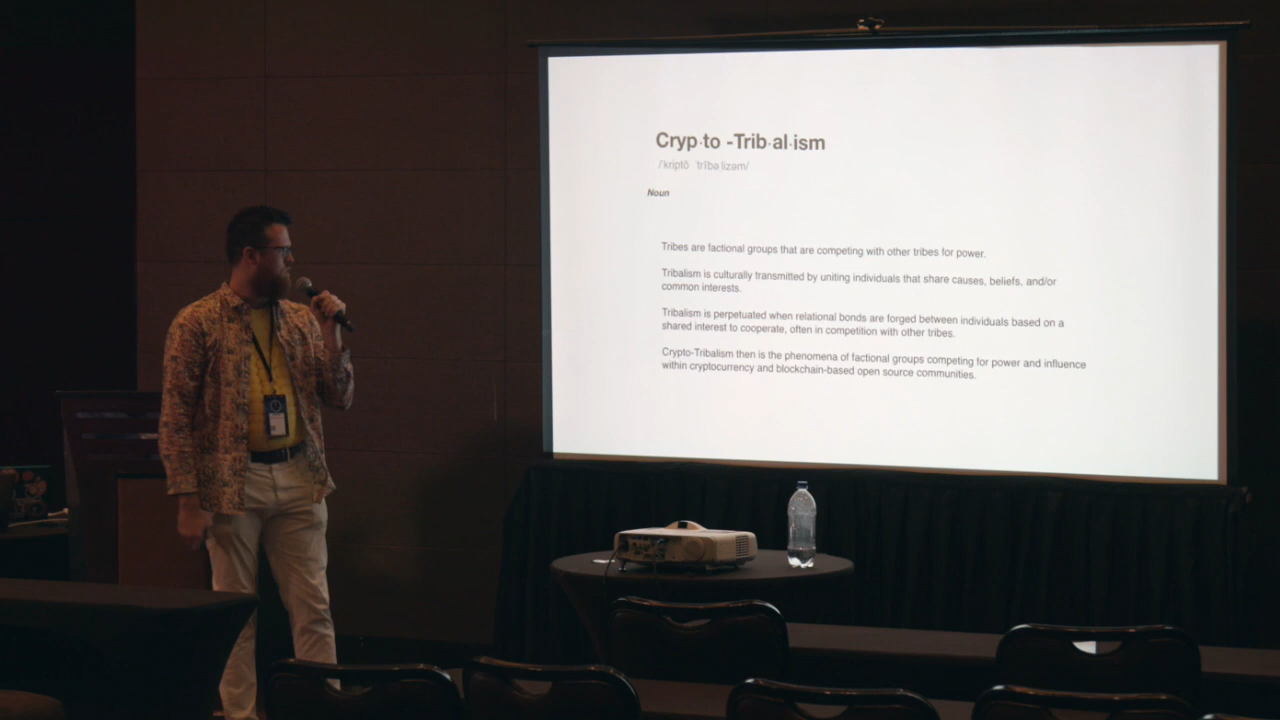 Cryp·to -Trib·al·ism
/ˈkriptō ˈtrībəˌlizəm/
Noun
Tribes are factional groups that are competing with other tribes for power.
Tribalism is culturally transmitted by uniting individuals that share causes, beliefs, and/or
common interests.
Tribalism is perpetuated when relational bonds are forged between individuals based on a
shared interest to cooperate, often in competition with other tribes.
Crypto-Tribalism then is the phenomena of factional groups competing for power and influence
within cryptocurrency and blockchain-based open source communities.